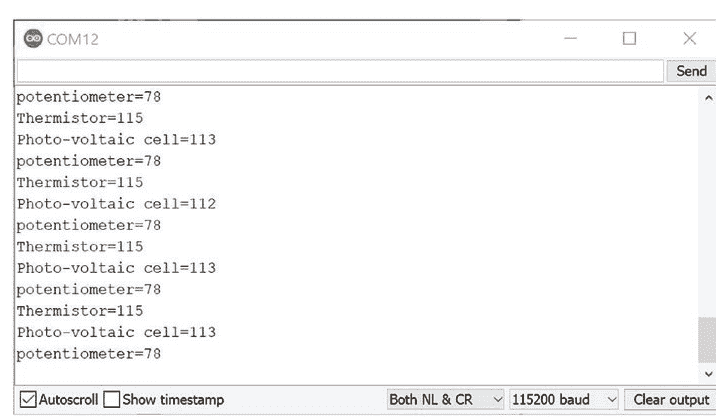 COM12
Send
potentiometer=78
Thermistor=115
Photo-voltaic cell=113
potentiometer=78
Thermistor=115
Photo-voltaic cell=112
potentiometer=78
Thermistor=115
Photo-voltaic cell=113
potentiometer=78
Thermistor=115
Photo-voltaic cell=113
potentiometer=78
Autoscroll Show timestamp Both NL & CR 115200 baud Clear output